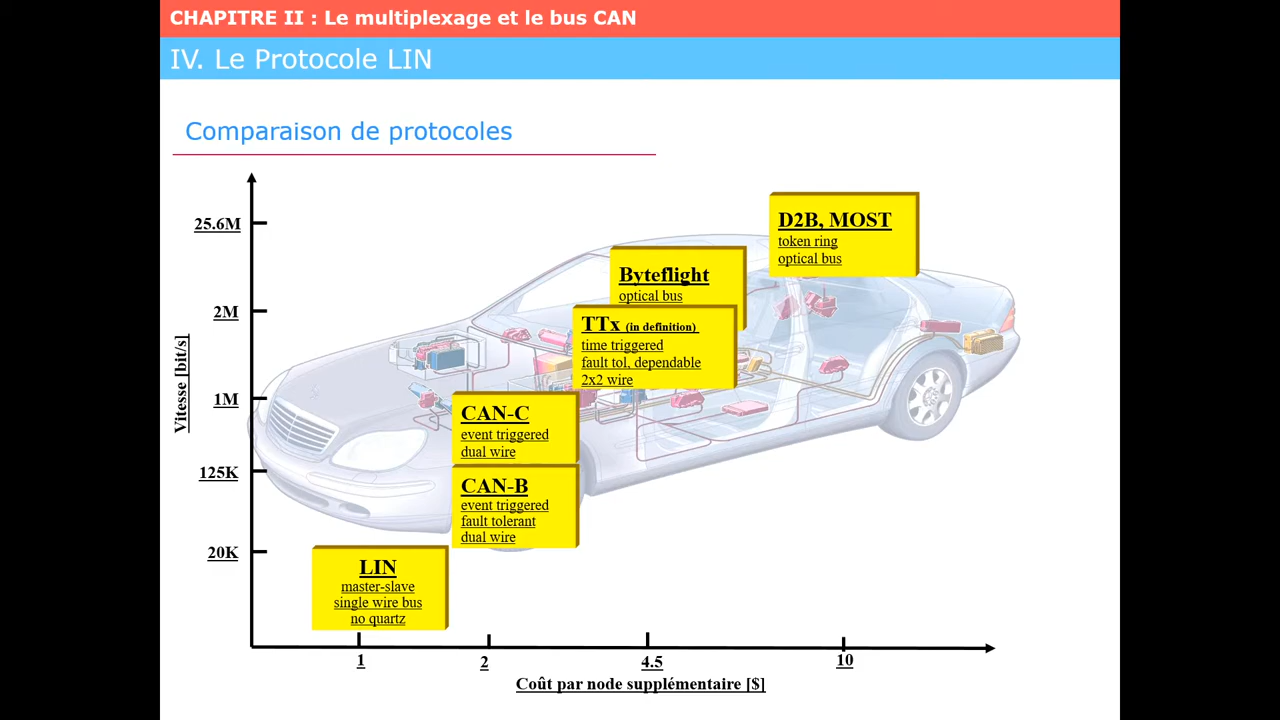 CHAPITRE II : Le multiplexage et le bus CAN
IV. Le Protocole LIN
Comparaison de protocoles
Vitesse [bit/s]
25.6M
2M
1M
125K
20K
D2B, MOST
token ring
optical bus
Byteflight
optical bus
TTx (in definition)
time triggered
fault tol, dependable
2x2 wire
CAN-C
event triggered
dual wire
CAN-B
event triggered
fault tolerant
dual wire
LIN
master-slave
single wire bus
no quartz
1
2
4.5
10
Coût par node supplémentaire [$]